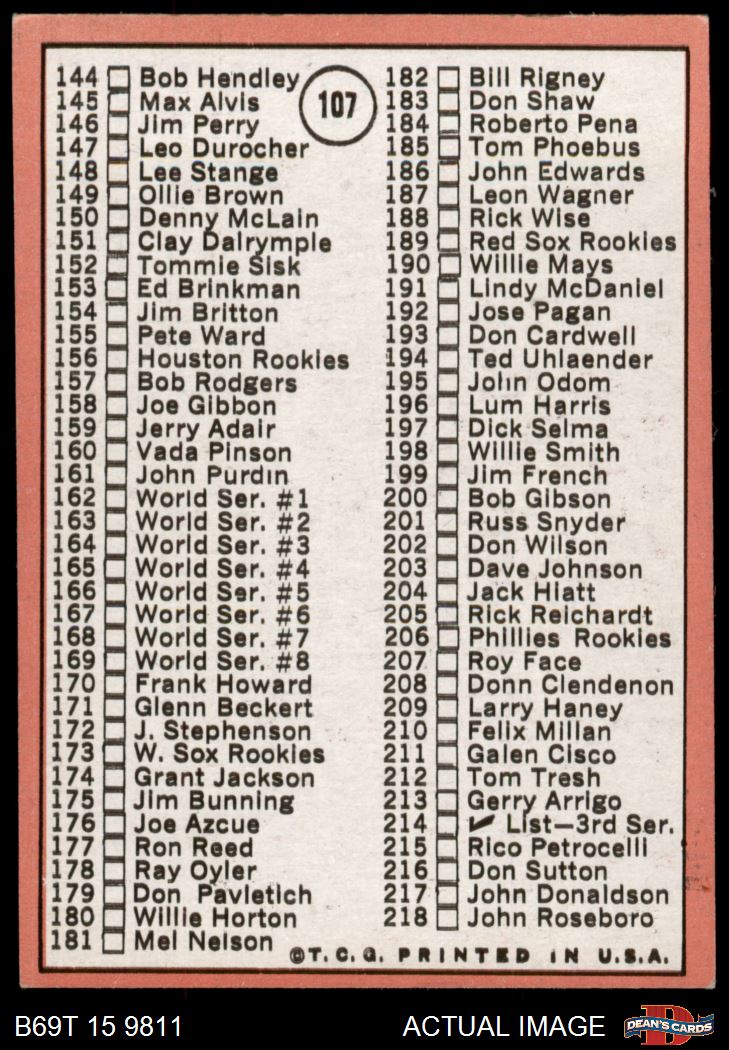 107
144 Bob Hendley
145 Max Alvis
146 Jim Perry
147 Leo Durocher
148 Lee Stange
149 Ollie Brown
150 Denny McLain
151 Clay Dalrymple
152 Tommie Sisk
153 Ed Brinkman
154 Jim Britton
155 Pete Ward
156 Houston Rookies
157 Bob Rodgers
158 Joe Gibbon
159 Jerry Adair
160 Vada Pinson
161 John Purdin
162 World Ser. #1
163 World Ser. #2
164 World Ser. #3
165 World Ser. #4
166 World Ser. #5
167 World Ser. #6
168 World Ser. #7
169 World Ser. #8
170 Frank Howard
171 Glenn Beckert
172 J. Stephenson
173 W. Sox Rookies
174 Grant Jackson
175 Jim Bunning
176 Joe Azcue
177 Ron Reed
178 Ray Oyler
179 Don Pavletich
180 Willie Horton
181 Mel Nelson
182 Bill Rigney
183 Don Shaw
184 Roberto Pena
185 Tom Phoebus
186 John Edwards
187 Leon Wagner
188 Rick Wise
189 Red Sox Rookies
190 Willie Mays
191 Lindy McDaniel
192 Jose Pagan
193 Don Cardwell
194 Ted Uhlaender
195 John Odom
196 Lum Harris
197 Dick Selma
198 Willie Smith
199 Jim French
200 Bob Gibson
201 Russ Snyder
202 Don Wilson
203 Dave Johnson
204 Jack Hiatt
205 Rick Reichardt
206 Phillies Rookies
207 Roy Face
208 Donn Clendenon
209 Larry Haney
210 Felix Millan
211 Galen Cisco
212 Tom Tresh
213 Gerry Arrigo
214 ✔ List—3rd Ser.
215 Rico Petrocelli
216 Don Sutton
217 John Donaldson
218 John Roseboro
©T.C.G. PRINTED IN U.S.A.
B69T 15 9811
ACTUAL IMAGE
DEAN'S CARDS